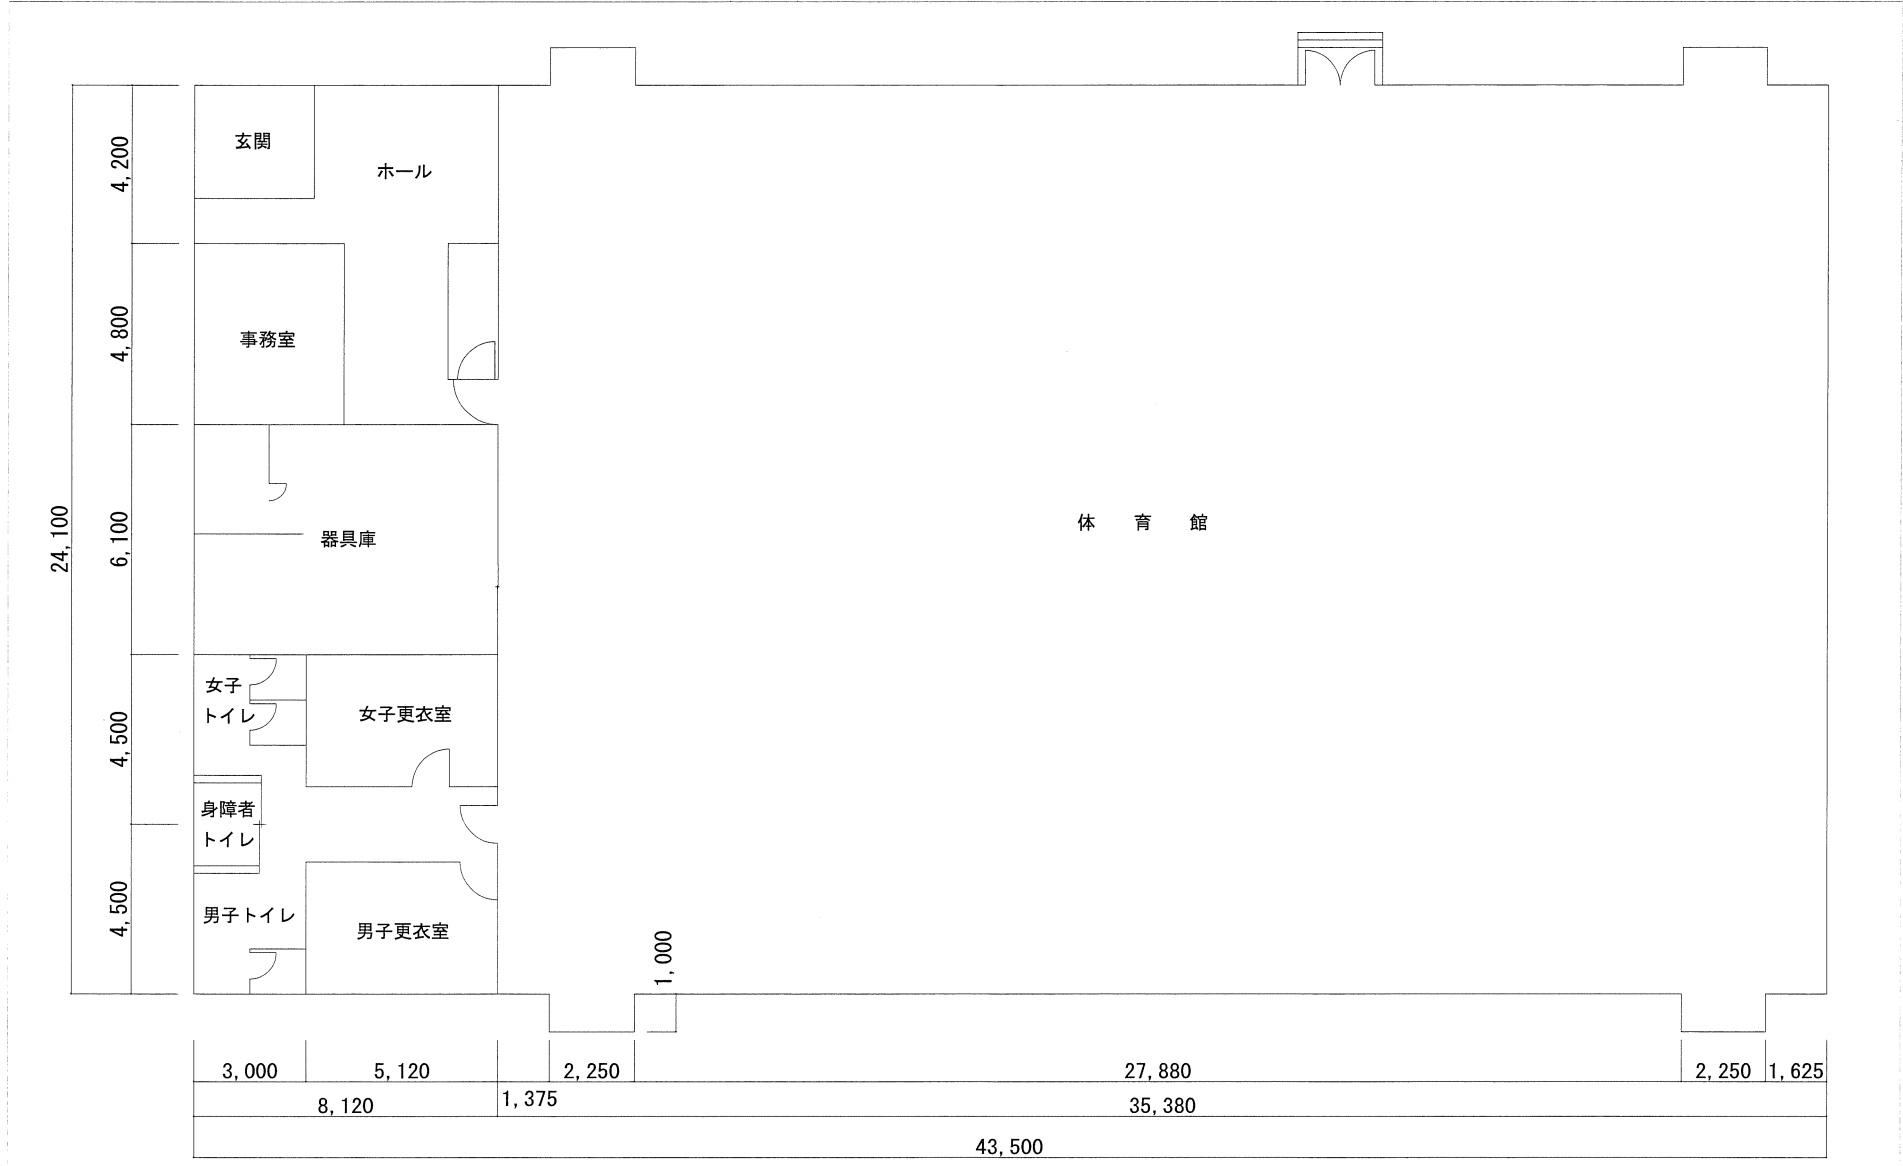 玄関
ホール
4,200
事務室
4,800
体育館
24,100
6,100
器具庫
女子
トイレ
女子更衣室
4,500
身障者
トイレ
男子トイレ
男子更衣室
4,500
1,000
3,000 5,120 2,250 27,880 2,250 1,625
8,120 1,375 35,380
43,500